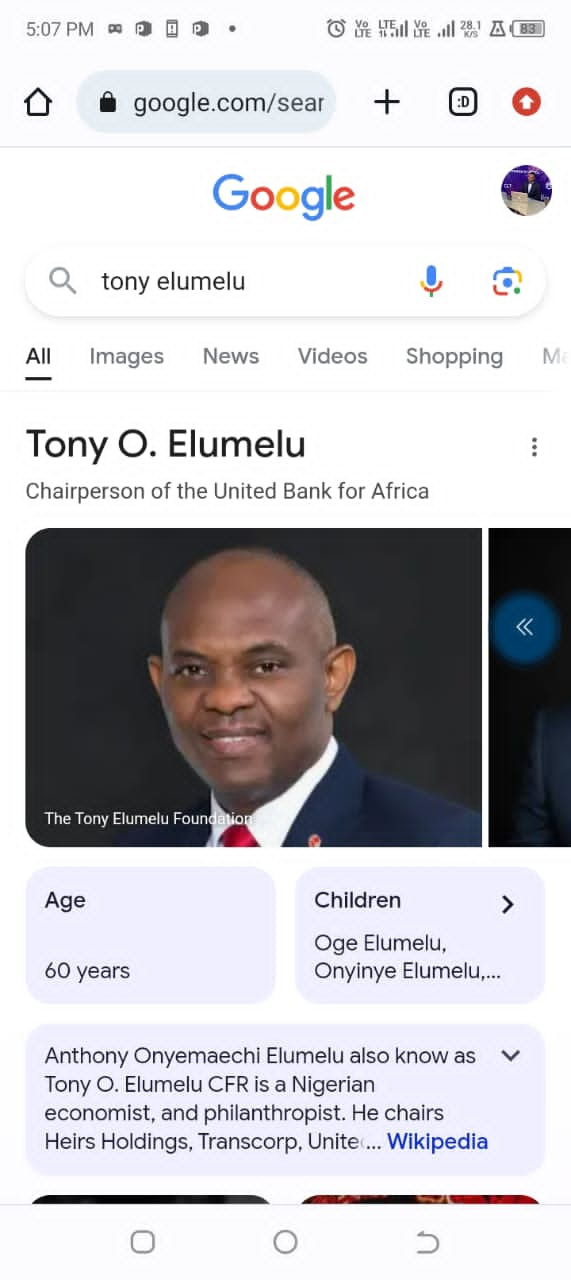 5:07 PM
Vo LTE LTE Vo LTE 28.1 K/s 83
google.com/sear
:D
Google
tony elumelu
All Images News Videos Shopping Ma
Tony O. Elumelu
Chairperson of the United Bank for Africa
The Tony Elumelu Foundation
Age
60 years
Children
Oge Elumelu,
Onyinye Elumelu,...
Anthony Onyemaechi Elumelu also know as
Tony O. Elumelu CFR is a Nigerian
economist, and philanthropist. He chairs
Heirs Holdings, Transcorp, Unite... Wikipedia